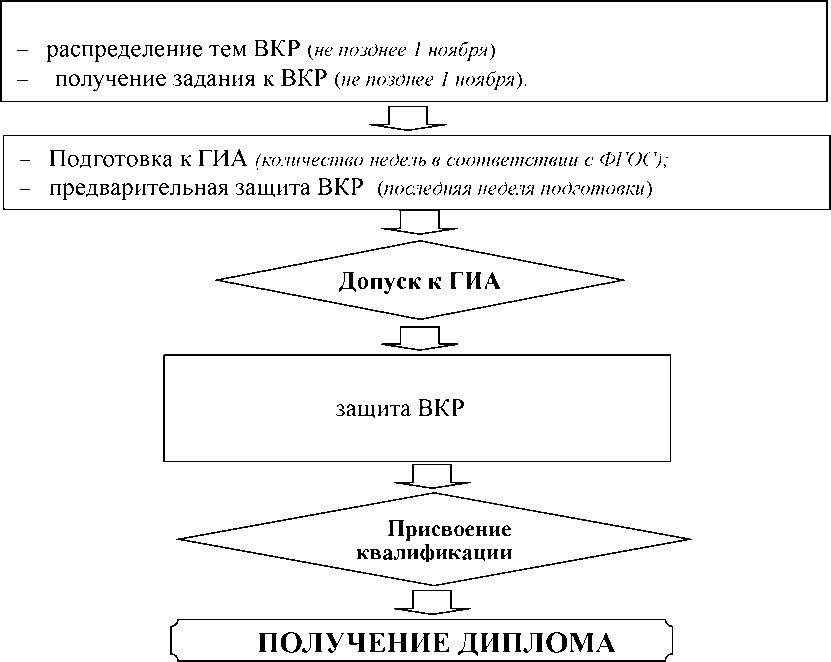 – распределение тем ВКР (не позднее 1 ноября)
– получение задания к ВКР (не позднее 1 ноября).
– Подготовка к ГИА (количество недель в соответствии с ФГОС);
– предварительная защита ВКР (последняя неделя подготовки)
Допуск к ГИА
защита ВКР
Присвоение
квалификации
ПОЛУЧЕНИЕ ДИПЛОМА